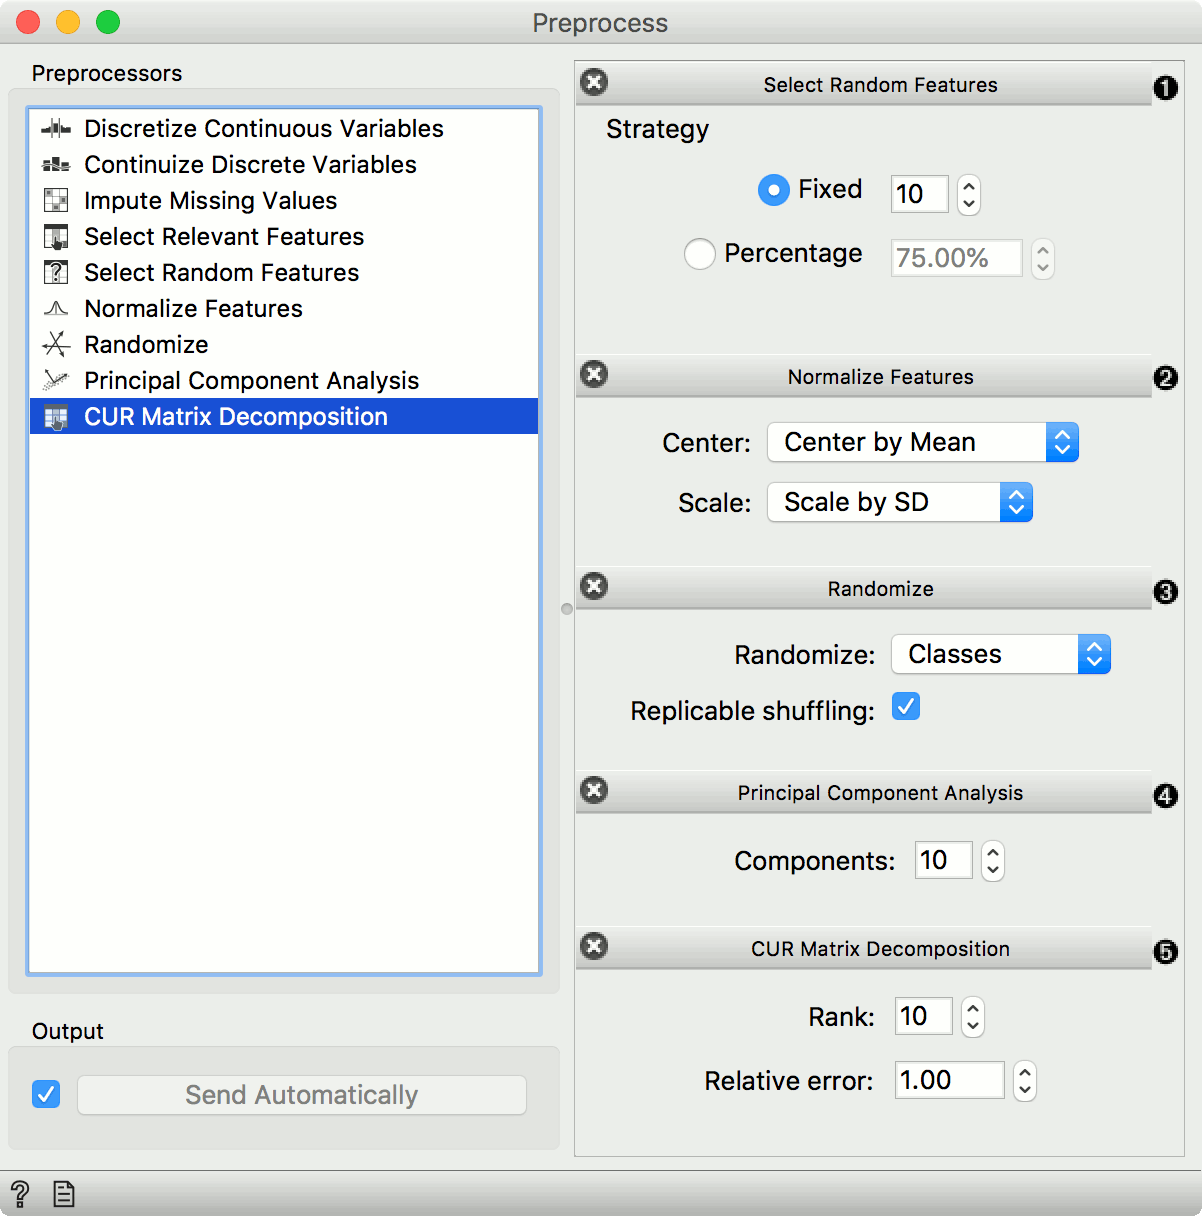 Preprocess
Preprocessors
Discretize Continuous Variables
Continuize Discrete Variables
Impute Missing Values
Select Relevant Features
Select Random Features
Normalize Features
Randomize
Principal Component Analysis
CUR Matrix Decomposition
Output
Send Automatically
Select Random Features 1
Strategy
Fixed 10
Percentage 75.00%
Normalize Features 2
Center: Center by Mean
Scale: Scale by SD
Randomize 3
Randomize: Classes
Replicable shuffling:
Principal Component Analysis 4
Components: 10
CUR Matrix Decomposition 5
Rank: 10
Relative error: 1.00
?